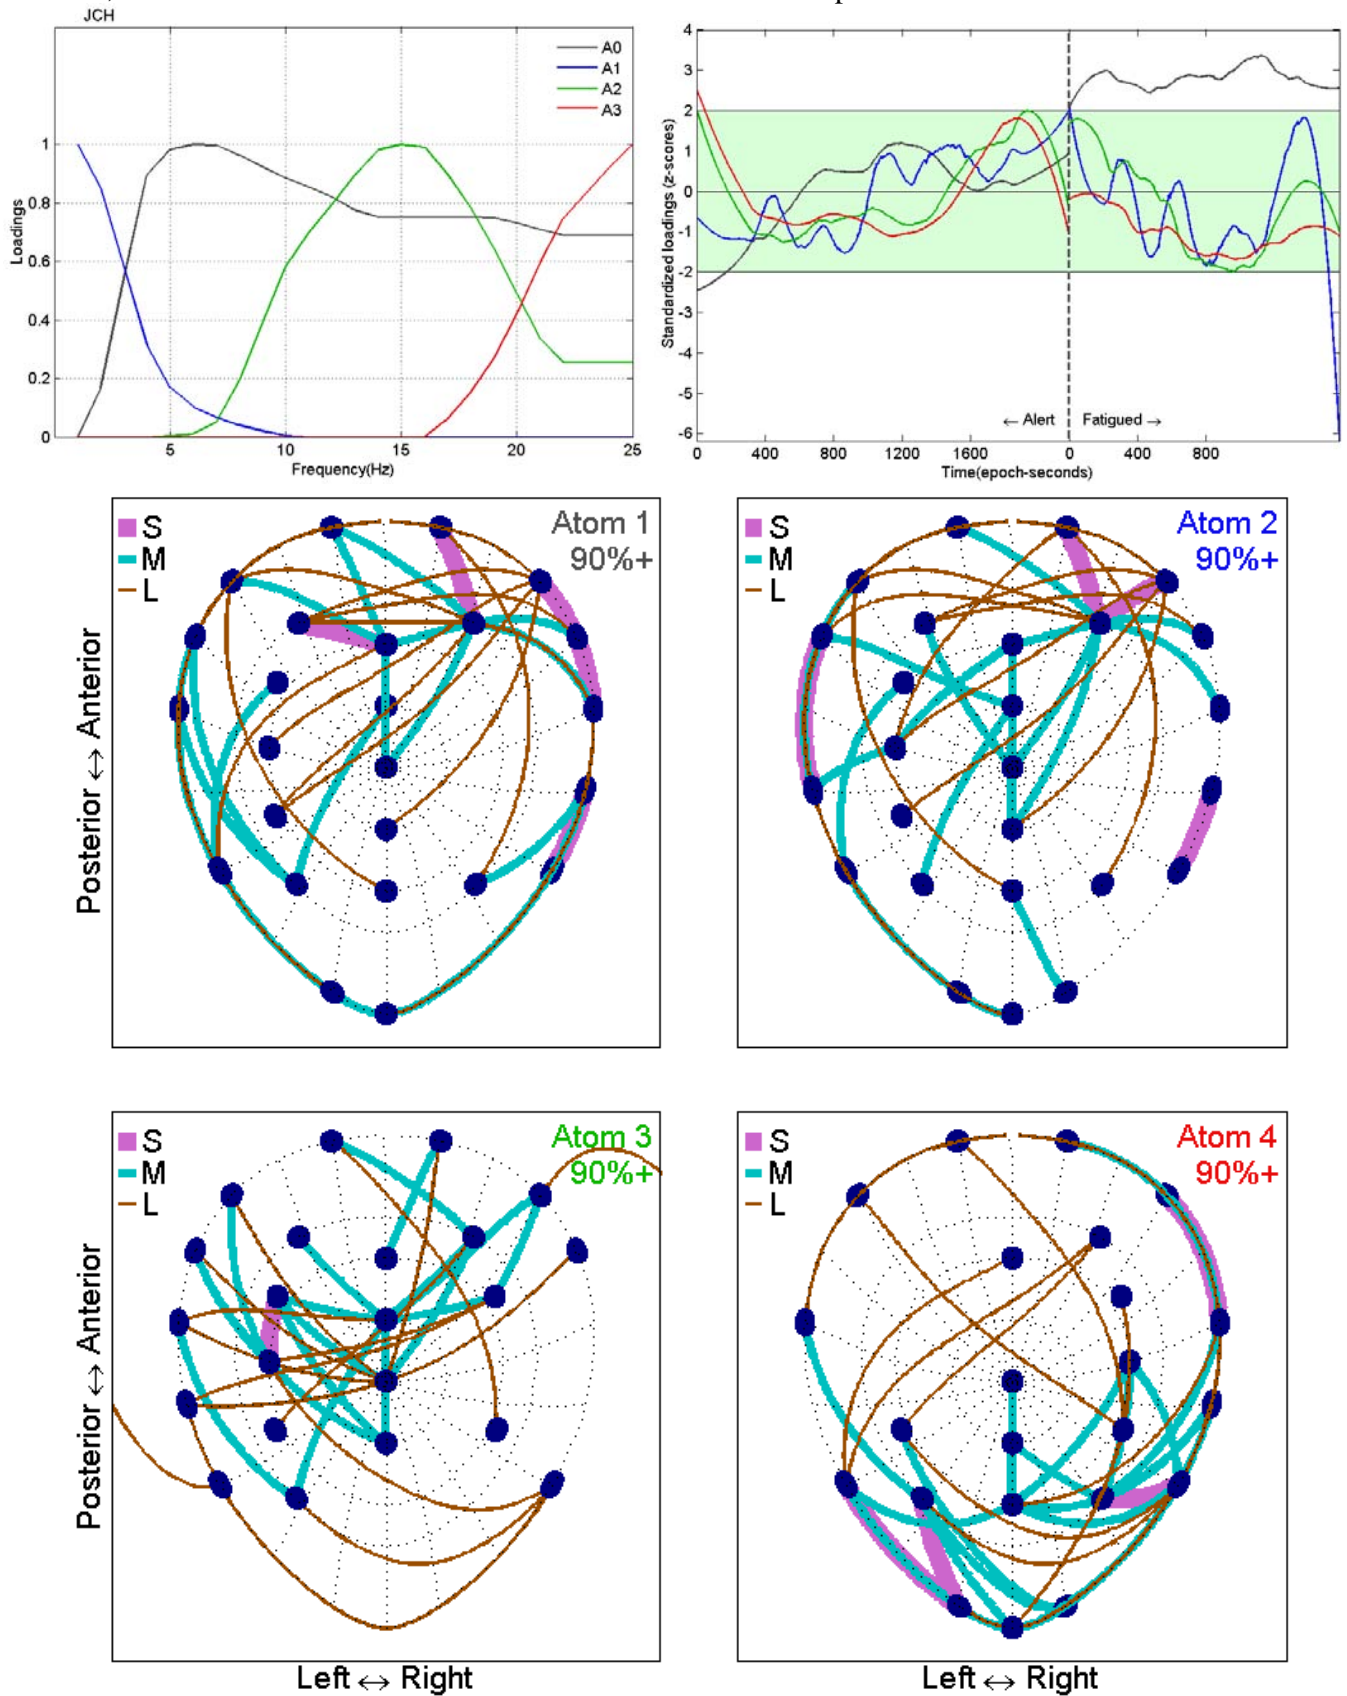 JCH
A0
A1
A2
A3
1
0.8
0.6
0.4
0.2
0
Loadings
5 10 15 20 25
Frequency(Hz)
4
3
2
1
0
-1
-2
-3
-4
-5
-6
Standardized loadings (z-scores)
← Alert Fatigued →
0 400 800 1200 1600 0 400 800
Time(epoch-seconds)
S
M
L
Atom 1
90%+
Posterior ↔ Anterior
S
M
L
Atom 2
90%+
S
M
L
Atom 3
90%+
Posterior ↔ Anterior
Left ↔ Right
S
M
L
Atom 4
90%+
Left ↔ Right